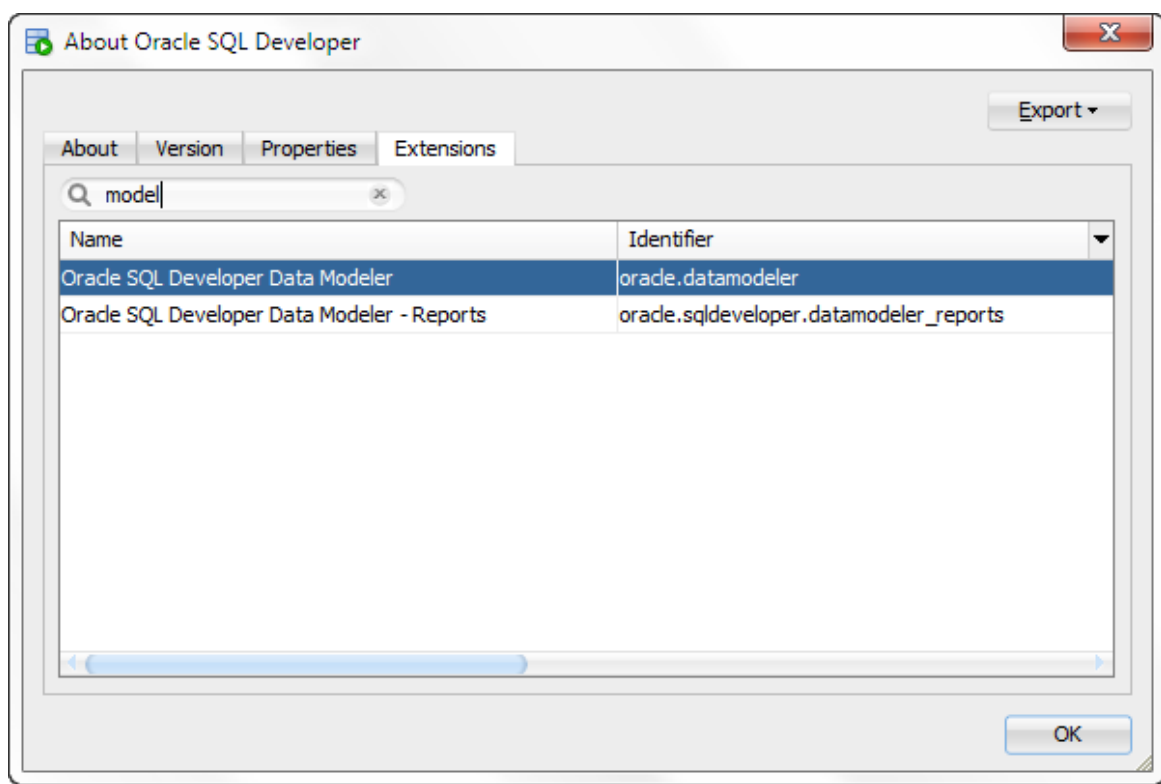 About Oracle SQL Developer
Export
About Version Properties Extensions
model
Name Identifier
Oracle SQL Developer Data Modeler oracle.datamodeler
Oracle SQL Developer Data Modeler - Reports oracle.sqldeveloper.datamodeler_reports
OK